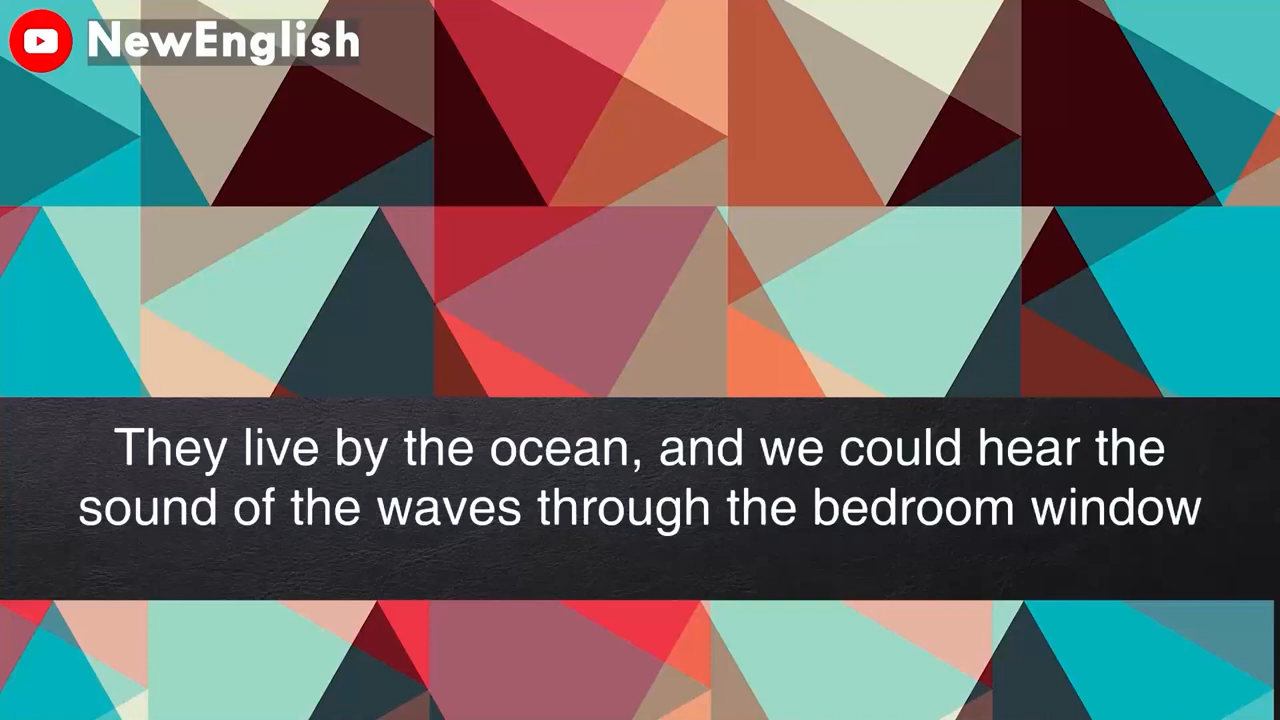 NewEnglish
They live by the ocean, and we could hear the
sound of the waves through the bedroom window